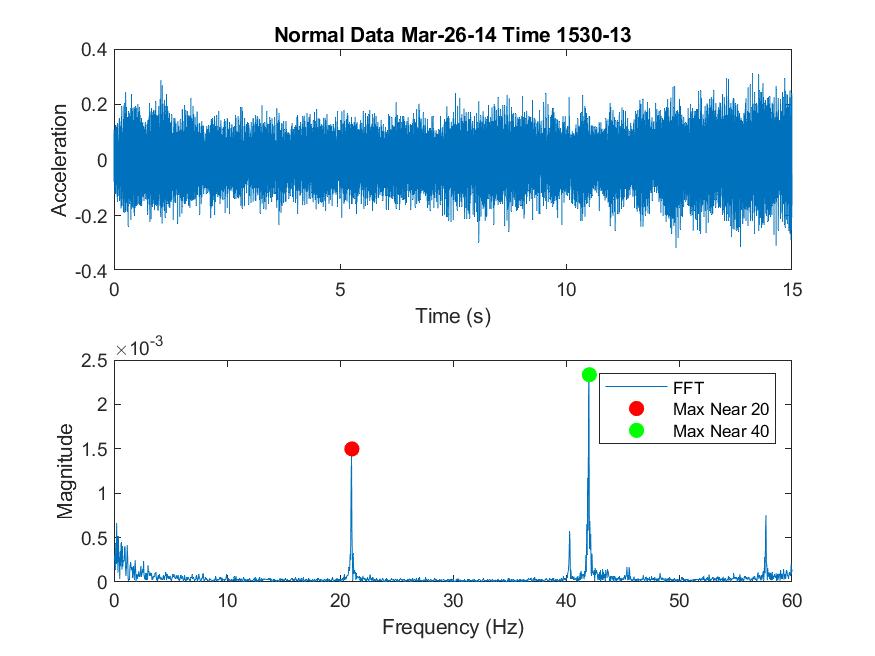 Normal Data Mar-26-14 Time 1530-13
0.4
0.2
0
-0.2
-0.4
Acceleration
0 5 10 15
Time (s)
×10-3
2.5
2
1.5
1
0.5
0
Magnitude
FFT
Max Near 20
Max Near 40
0 10 20 30 40 50 60
Frequency (Hz)